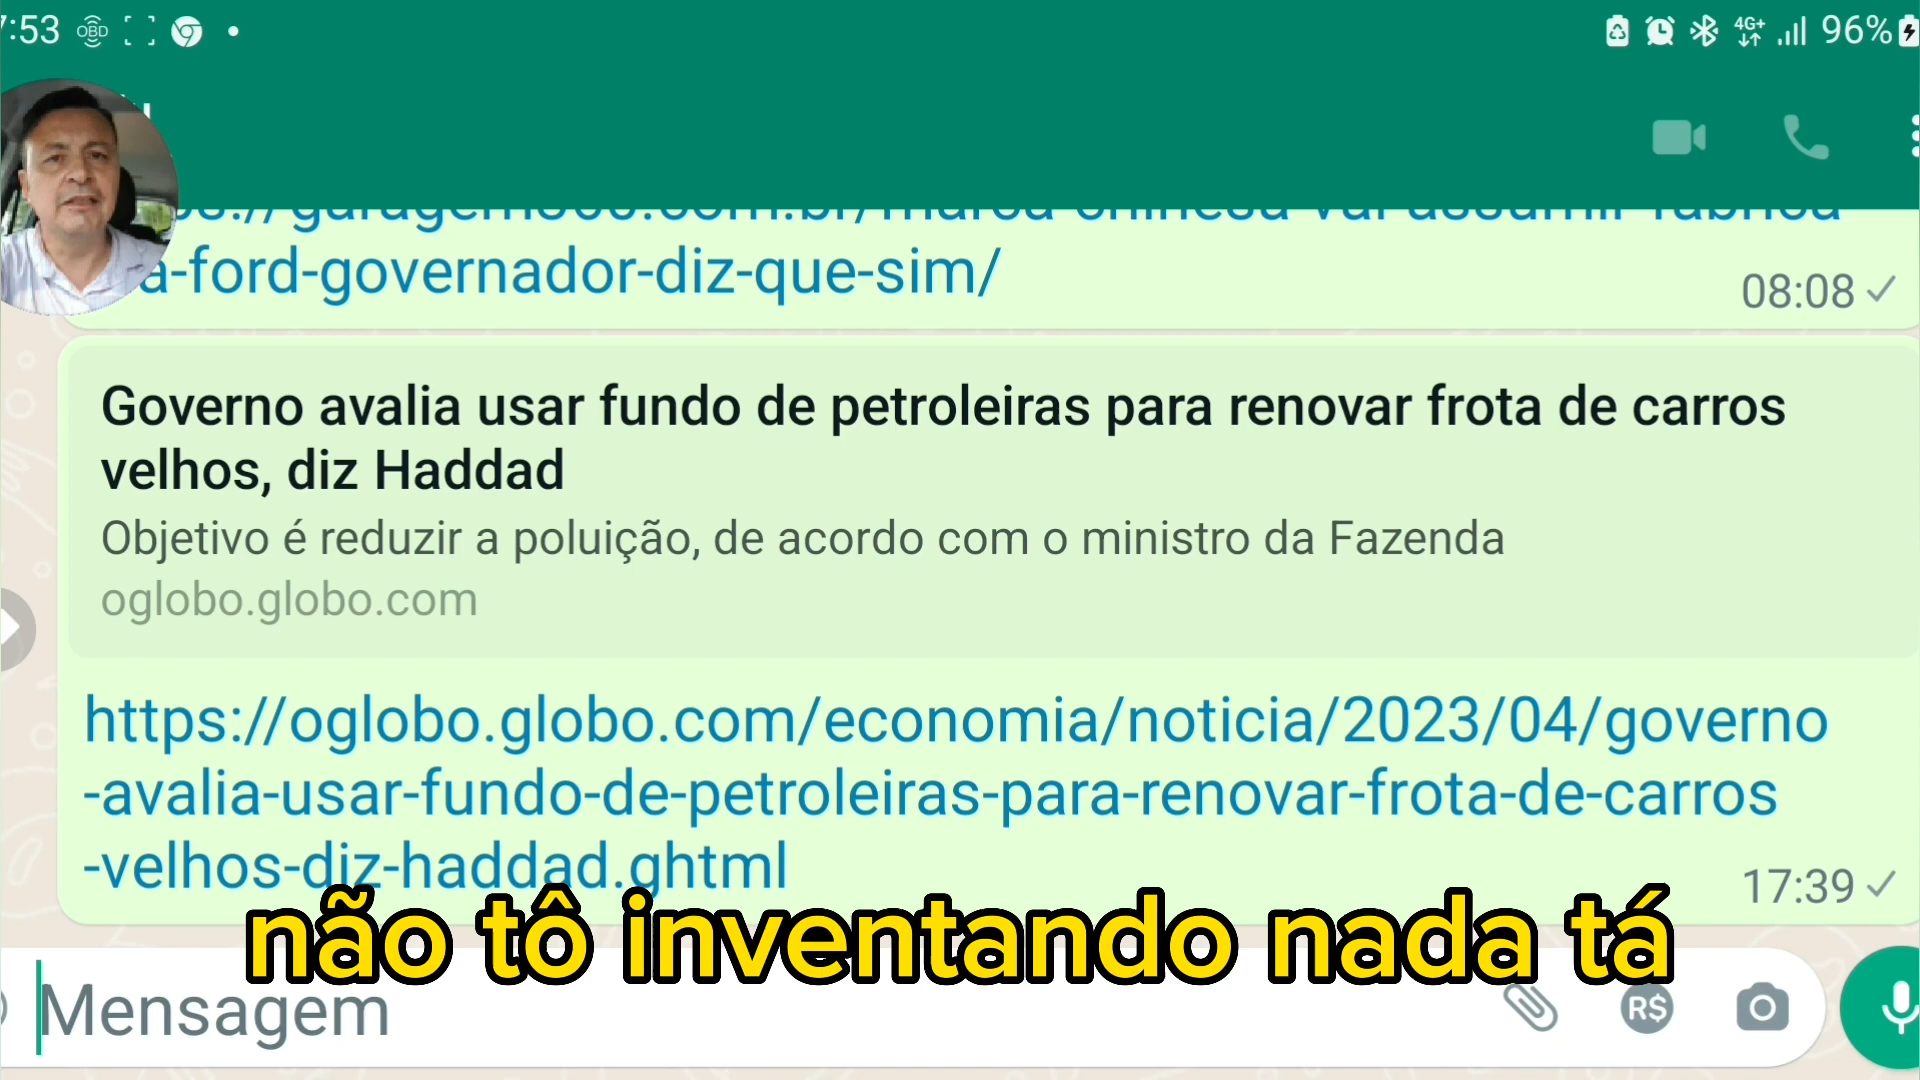 :53 OBD 4G+ 96%
a-ford-governador-diz-que-sim/
08:08
Governo avalia usar fundo de petroleiras para renovar frota de carros
velhos, diz Haddad
Objetivo é reduzir a poluição, de acordo com o ministro da Fazenda
oglobo.globo.com
https://oglobo.globo.com/economia/noticia/2023/04/governo
-avalia-usar-fundo-de-petroleiras-para-renovar-frota-de-carros
-velhos-diz-haddad.ghtml
17:39
não tô inventando nada tá
Mensagem
R$